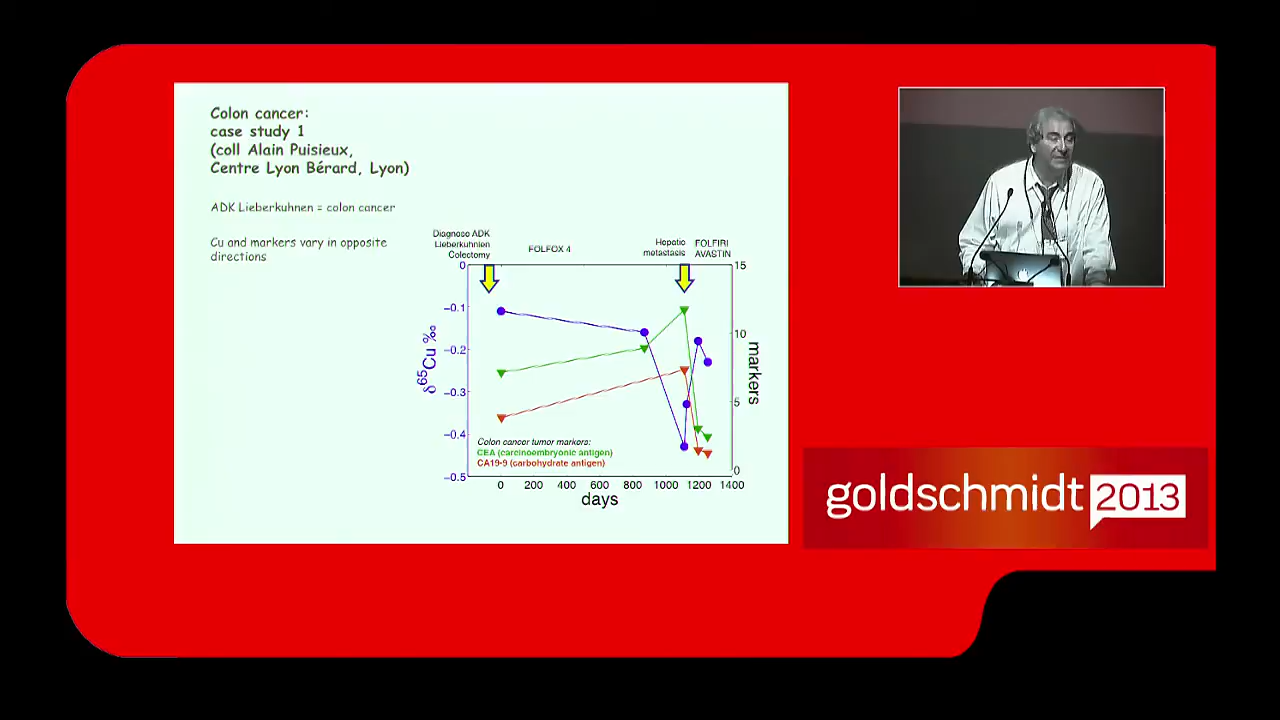 Colon cancer:
case study 1
(coll Alain Puisieux,
Centre Lyon Bérard, Lyon)
ADK Lieberkuhnen = colon cancer
Cu and markers vary in opposite
directions
Diagnose ADK
Lieberkuhnien
Colectomy
FOLFOX 4
Hepatic
metastasis
FOLFIRI
AVASTIN
0
−0.1
−0.2
−0.3
−0.4
−0.5
δ65Cu ‰
15
10
5
0
markers
Colon cancer tumor markers:
CEA (carcinoembryonic antigen)
CA19-9 (carbohydrate antigen)
0 200 400 600 800 1000 1200 1400
days
goldschmidt 2013